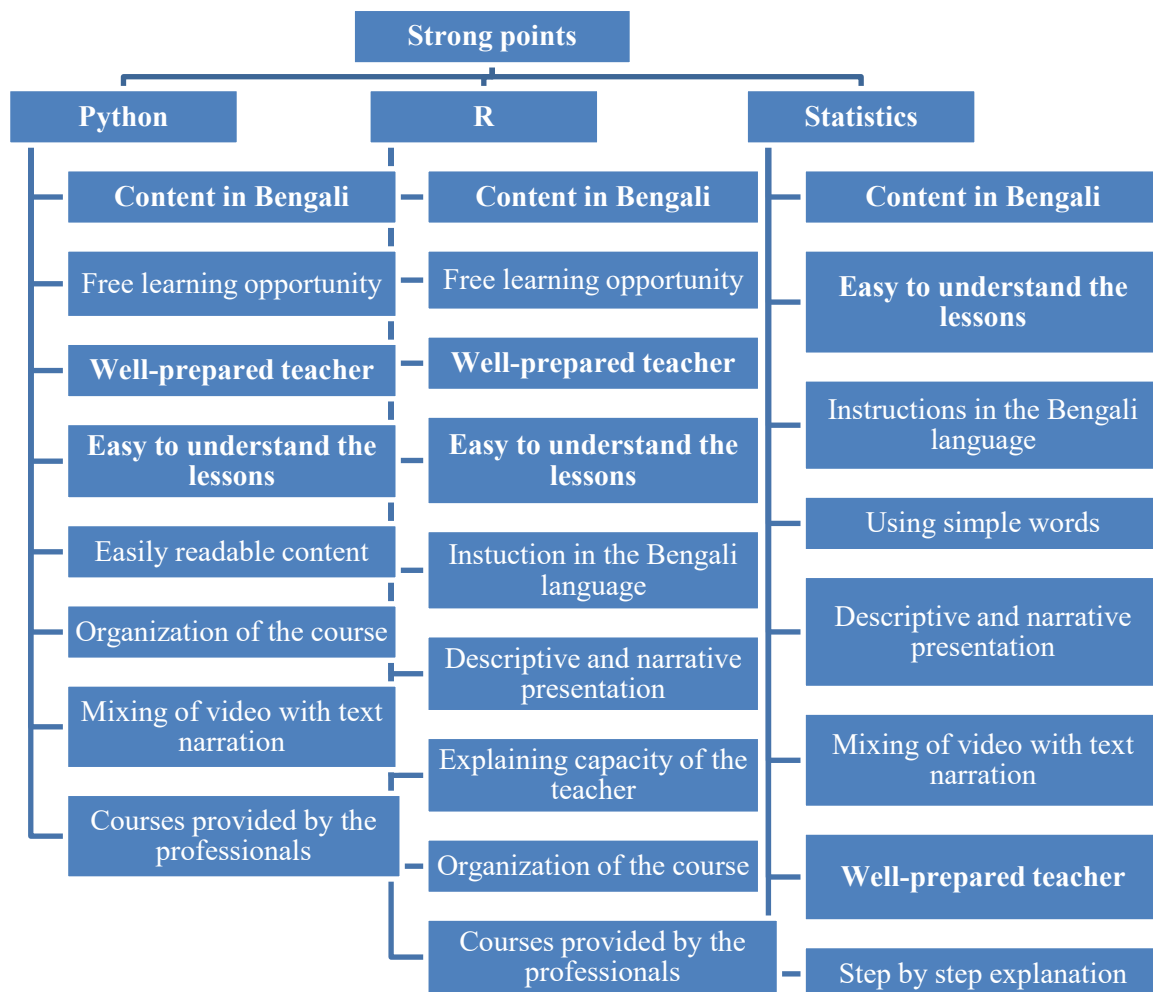 Strong points
Python
Content in Bengali
Free learning opportunity
Well-prepared teacher
Easy to understand the
lessons
Easily readable content
Organization of the course
Mixing of video with text
narration
Courses provided by the
professionals
R
Content in Bengali
Free learning opportunity
Well-prepared teacher
Easy to understand the
lessons
Instuction in the Bengali
language
Descriptive and narrative
presentation
Explaining capacity of the
teacher
Organization of the course
Courses provided by the
professionals
Statistics
Content in Bengali
Easy to understand the
lessons
Instructions in the Bengali
language
Using simple words
Descriptive and narrative
presentation
Mixing of video with text
narration
Well-prepared teacher
Step by step explanation